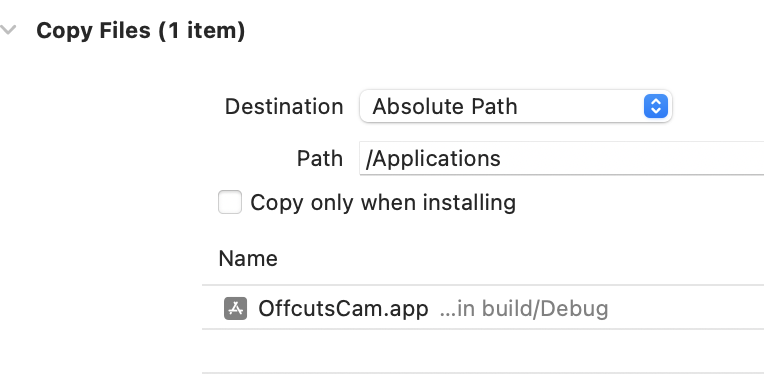 Copy Files (1 item)
Destination Absolute Path
Path /Applications
Copy only when installing
Name
OffcutsCam.app ...in build/Debug